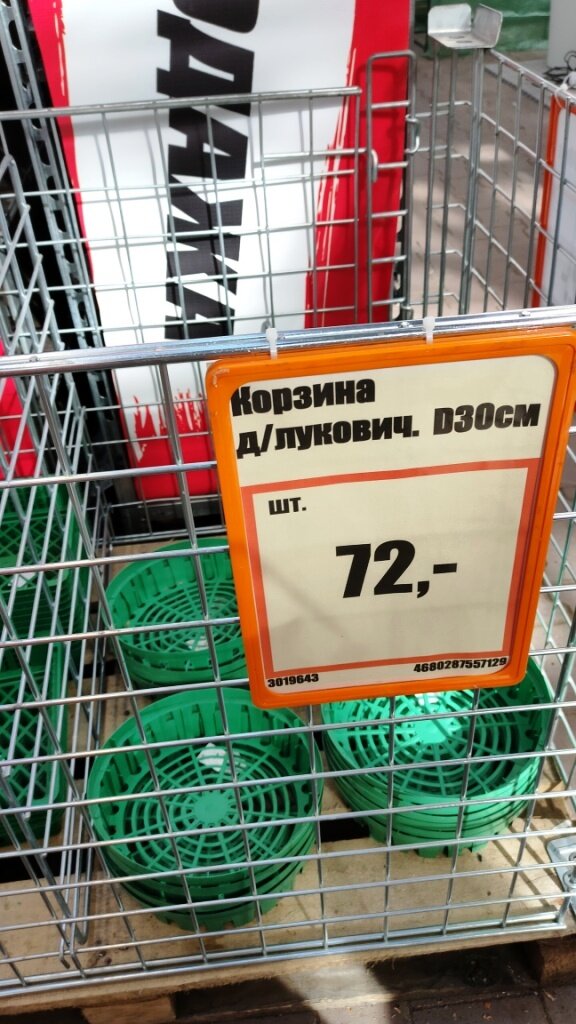 Корзина
д/лукович. D30см
шт.
72,-
3019643
4680287557129